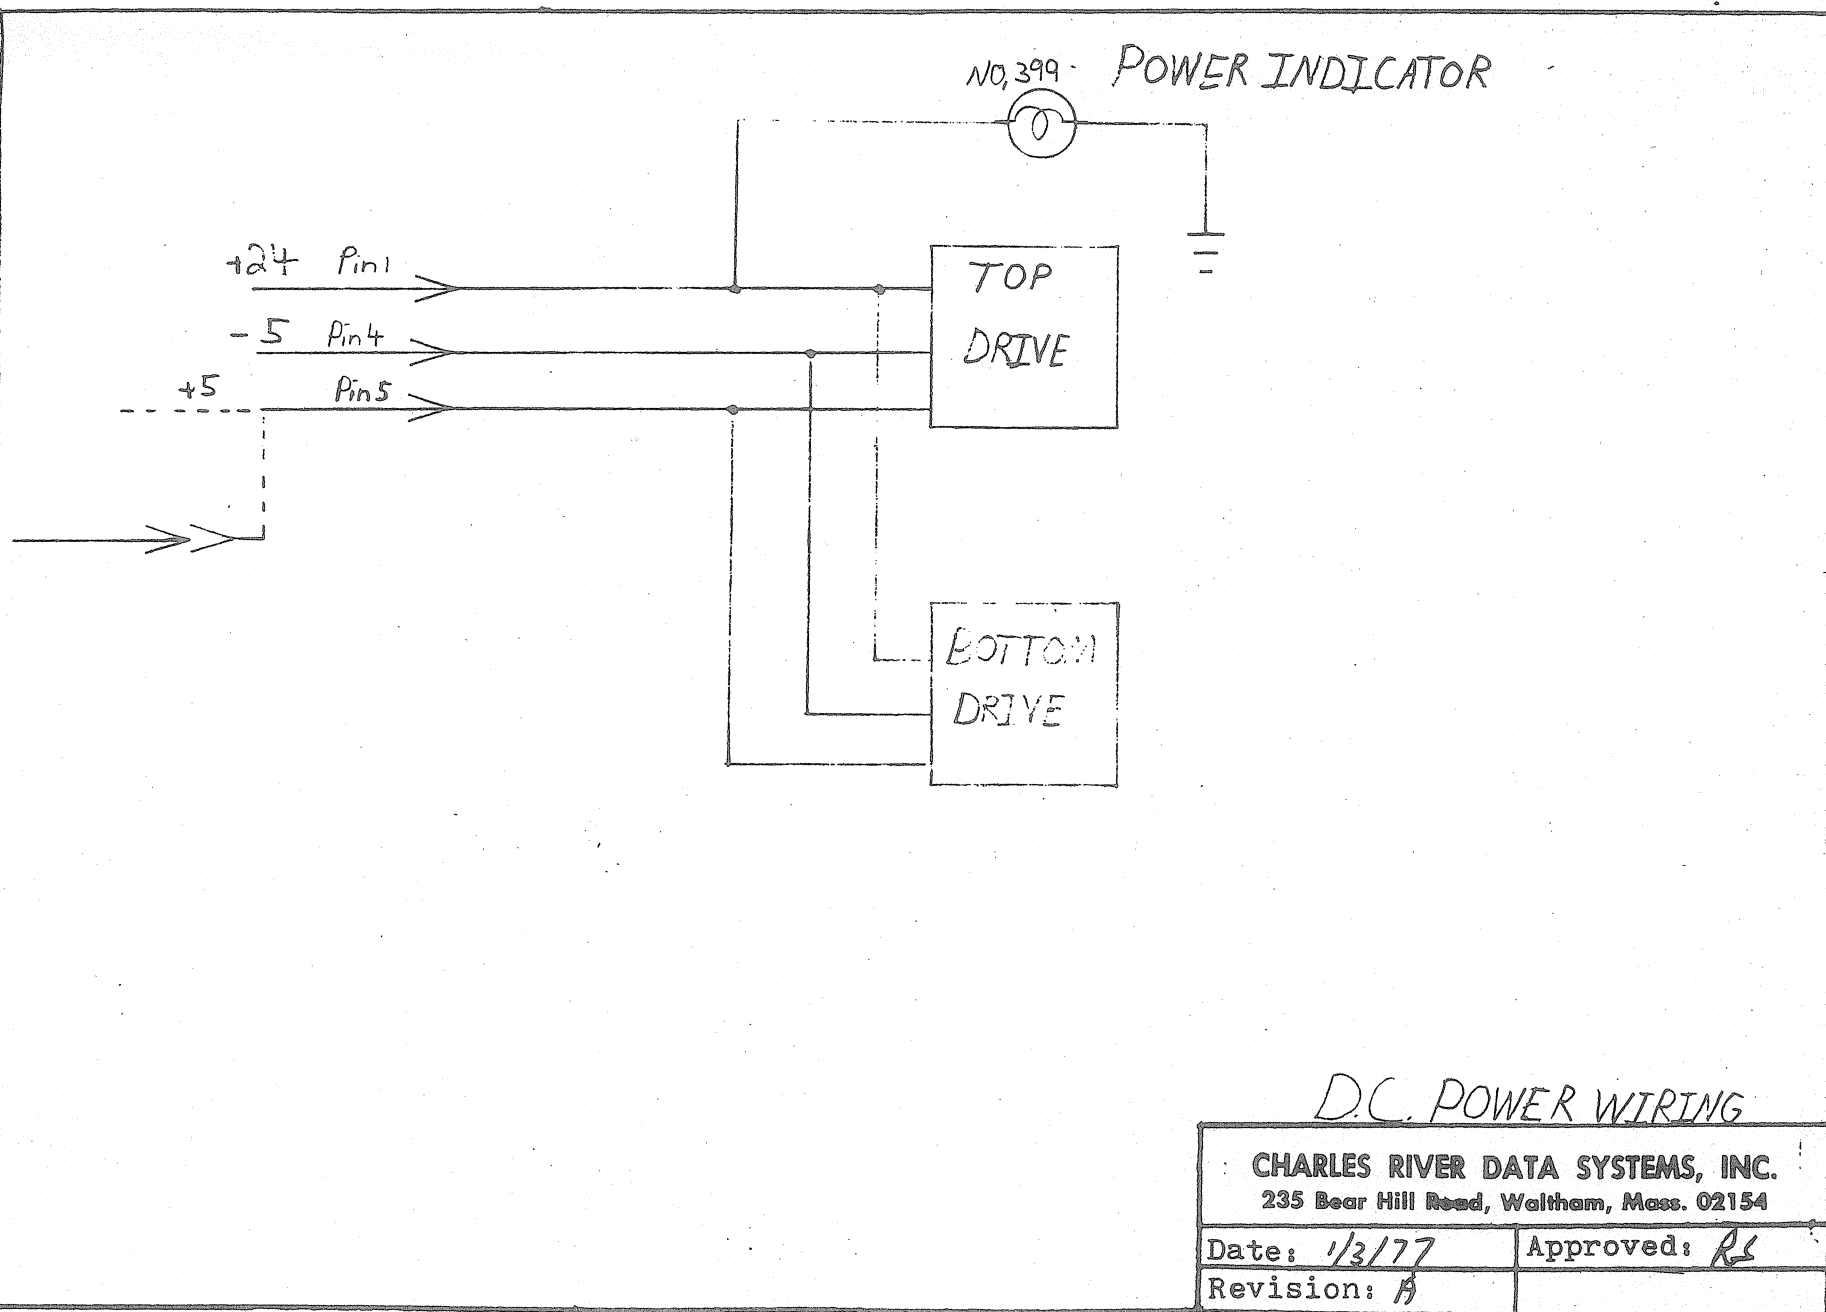 NO, 399 POWER INDICATOR
+24 Pin1
-5 Pin4
+5 Pin5
TOP
DRIVE
BOTTOM
DRIVE
D.C. POWER WIRING
CHARLES RIVER DATA SYSTEMS, INC.
235 Bear Hill Road, Waltham, Mass. 02154
Date: 1/3/77 Approved: RS
Revision: A